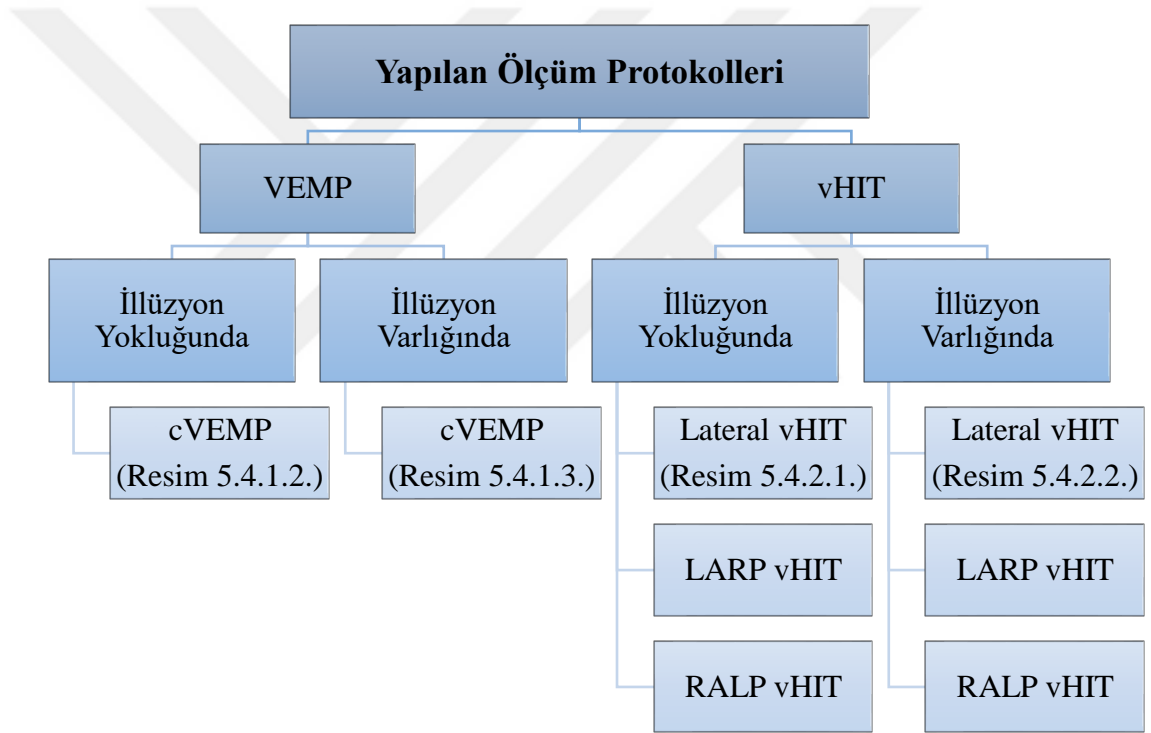 Yapılan Ölçüm Protokolleri
VEMP
vHIT
İllüzyon
Yokluğunda
İllüzyon
Varlığında
İllüzyon
Yokluğunda
İllüzyon
Varlığında
cVEMP
(Resim 5.4.1.2.)
cVEMP
(Resim 5.4.1.3.)
Lateral vHIT
(Resim 5.4.2.1.)
Lateral vHIT
(Resim 5.4.2.2.)
LARP vHIT
LARP vHIT
RALP vHIT
RALP vHIT